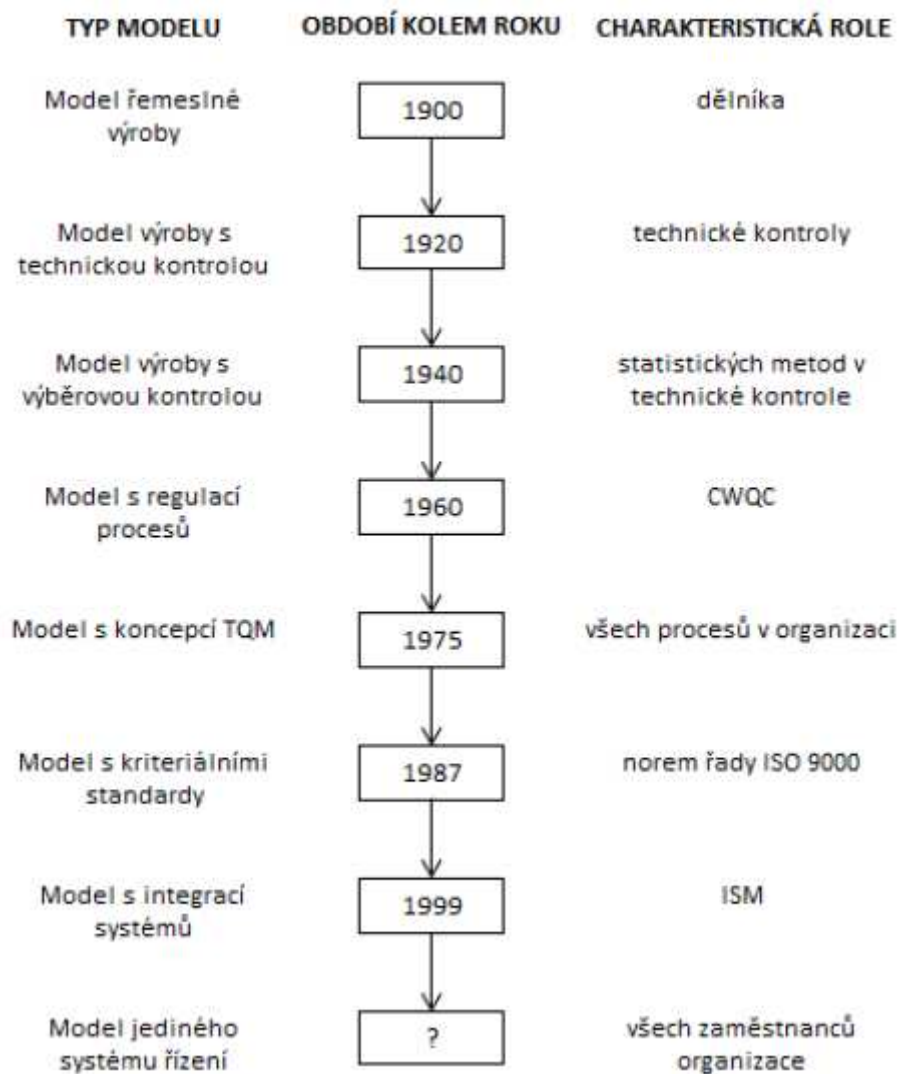 TYP MODELU OBDOBÍ KOLEM ROKU CHARAKTERISTICKÁ ROLE
Model řemeslné
výroby
1900
dělníka
Model výroby s
technickou kontrolou
1920
technické kontroly
Model výroby s
výběrovou kontrolou
1940
statistických metod v
technické kontrole
Model s regulací
procesů
1960
CWQC
Model s koncepcí TQM
1975
všech procesů v organizaci
Model s kriteriálními
standardy
1987
norem řady ISO 9000
Model s integrací
systémů
1999
ISM
Model jediného
systému řízení
?
všech zaměstnanců
organizace